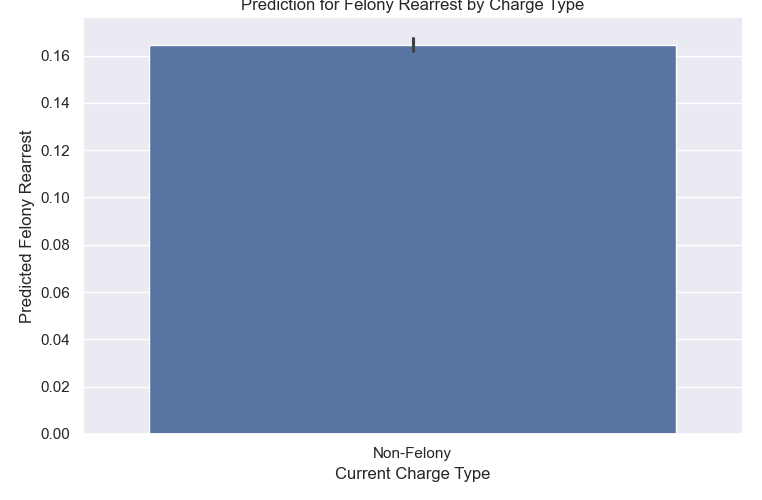 Prediction for Felony Rearrest by Charge Type
0.16
0.14
0.12
0.10
0.08
0.06
0.04
0.02
0.00
Predicted Felony Rearrest
Non-Felony
Current Charge Type